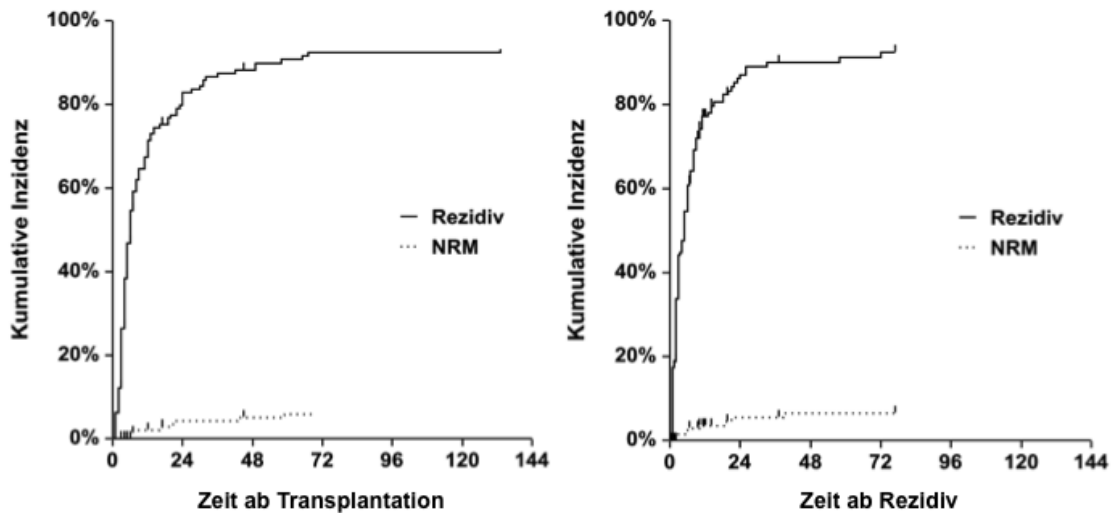 100%
80%
60%
40%
20%
0%
Kumulative Inzidenz
Rezidiv
NRM
0 24 48 72 96 120 144
Zeit ab Transplantation
100%
80%
60%
40%
20%
0%
Kumulative Inzidenz
Rezidiv
NRM
0 24 48 72 96 120 144
Zeit ab Rezidiv